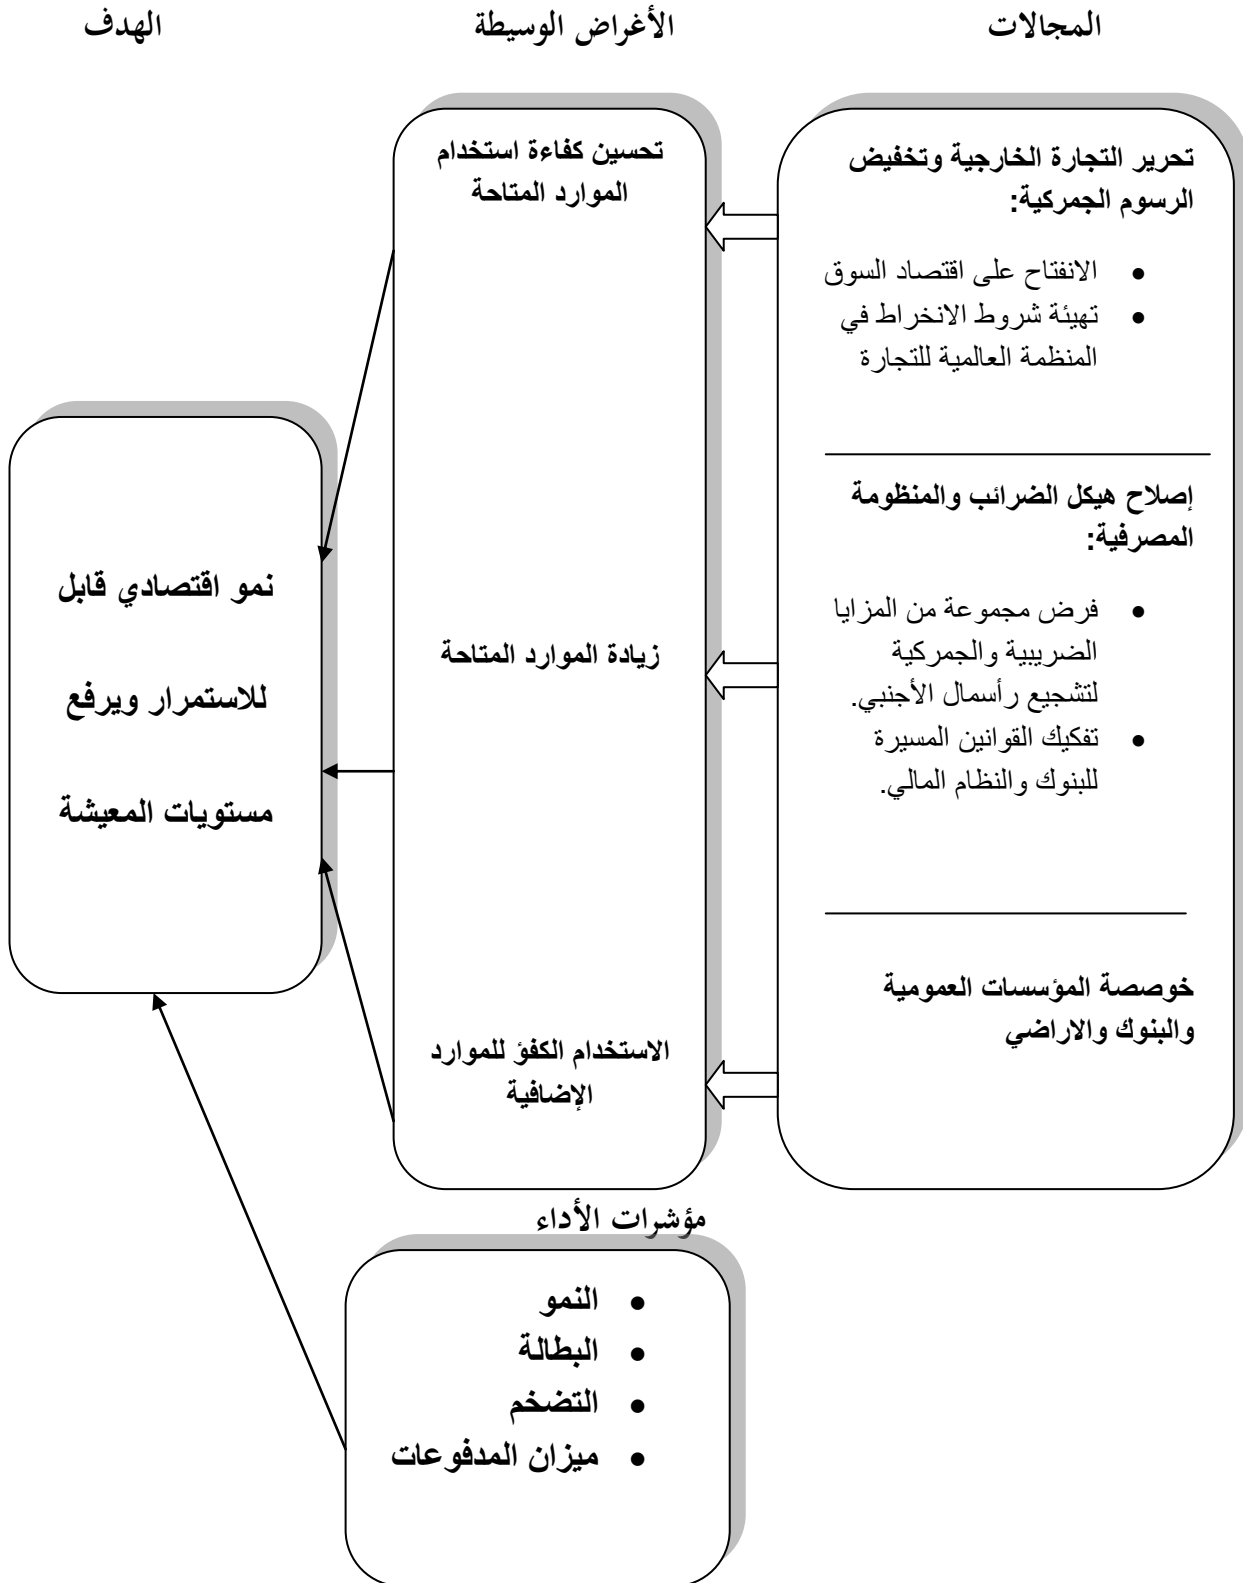 المجالات
الأغراض الوسيطة
الهدف
تحرير التجارة الخارجية وتخفيض
الرسوم الجمركية:
• الانفتاح على اقتصاد السوق
• تهيئة شروط الانخراط في
المنظمة العالمية للتجارة
إصلاح هيكل الضرائب والمنظومة
المصرفية:
• فرض مجموعة من المزايا
الضريبية والجمركية
لتشجيع رأسمال الأجنبي.
• تفكيك القوانين المسيرة
للبنوك والنظام المالي.
خوصصة المؤسسات العمومية
والبنوك والاراضي
تحسين كفاءة استخدام
الموارد المتاحة
زيادة الموارد المتاحة
الاستخدام الكفؤ للموارد
الإضافية
نمو اقتصادي قابل
للاستمرار ويرفع
مستويات المعيشة
مؤشرات الأداء
• النمو
• البطالة
• التضخم
• ميزان المدفوعات